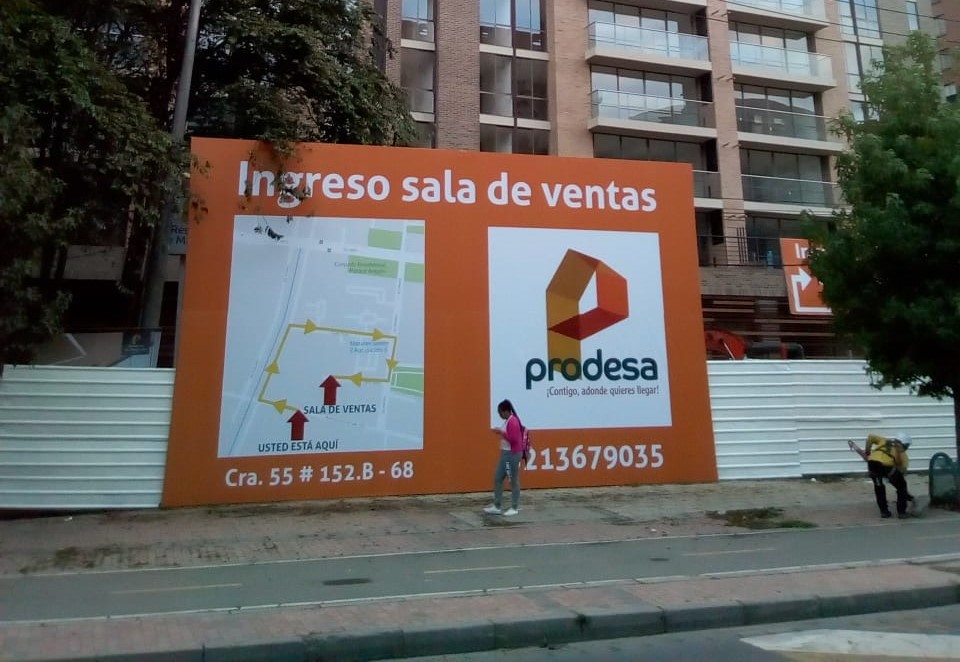 Ingreso sala de ventas
SALA DE VENTAS
USTED ESTÁ AQUÍ
Cra. 55 # 152.B - 68
prodesa
¡Contigo, adonde quieres llegar!
213679035